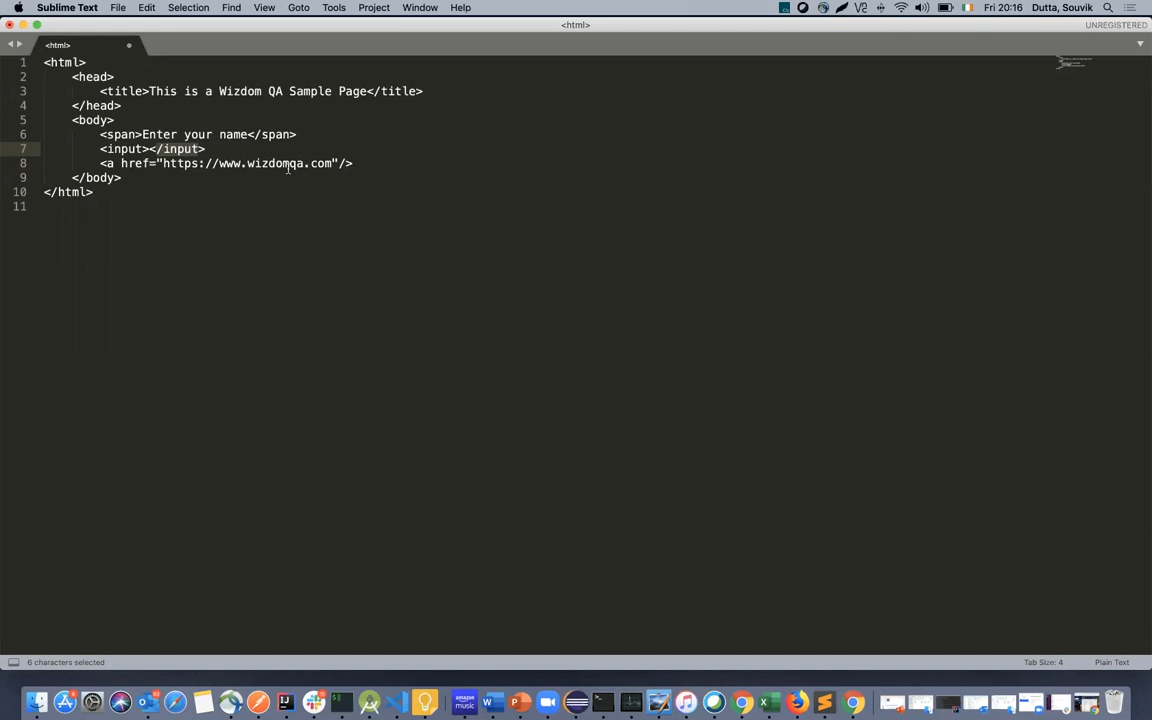 Sublime Text File Edit Selection Find View Goto Tools Project Window Help Fri 20:16 Dutta, Souvik
<html>
UNREGISTERED
<html>
1 <html>
2 <head>
3 <title>This is a Wizdom QA Sample Page</title>
4 </head>
5 <body>
6 <span>Enter your name</span>
7 <input></input>
8 <a href="https://www.wizdomqa.com"/>
9 </body>
10 </html>
11
6 characters selected Tab Size: 4 Plain Text
amazon music